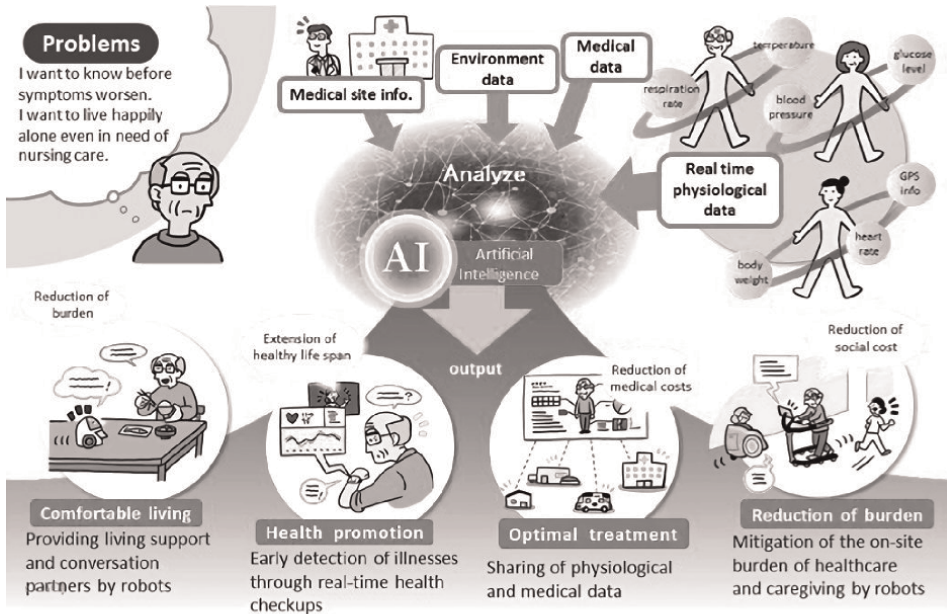 Problems
I want to know before
symptoms worsen.
I want to live happily
alone even in need of
nursing care.
Medical site info.
Environment
data
Medical
data
temperature
respiration
rate
blood
pressure
glucose
level
Real time
physiological
data
GPS
info
heart
rate
body
weight
Analyze
AI
Artificial
Intelligence
output
Reduction of
burden
Extension of
healthy life span
Reduction of
medical costs
Reduction of
social cost
Comfortable living
Providing living support
and conversation
partners by robots
Health promotion
Early detection of illnesses
through real-time health
checkups
Optimal treatment
Sharing of physiological
and medical data
Reduction of burden
Mitigation of the on-site
burden of healthcare
and caregiving by robots